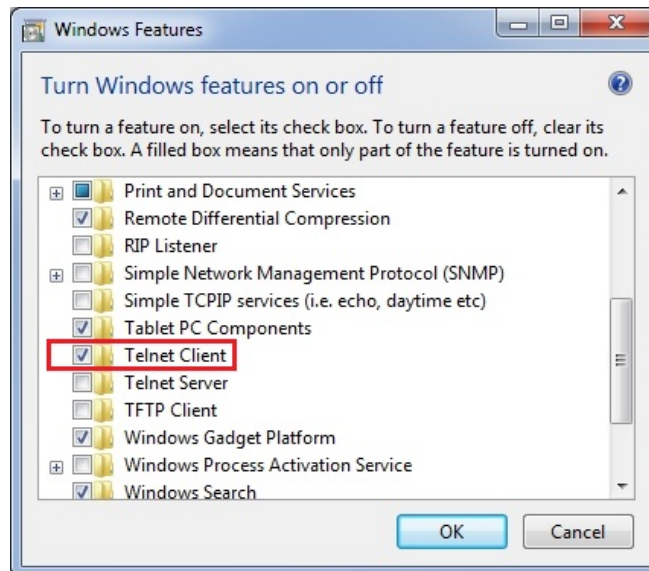 Windows Features
Turn Windows features on or off
To turn a feature on, select its check box. To turn a feature off, clear its
check box. A filled box means that only part of the feature is turned on.
Print and Document Services
Remote Differential Compression
RIP Listener
Simple Network Management Protocol (SNMP)
Simple TCPIP services (i.e. echo, daytime etc)
Tablet PC Components
Telnet Client
Telnet Server
TFTP Client
Windows Gadget Platform
Windows Process Activation Service
Windows Search
OK Cancel